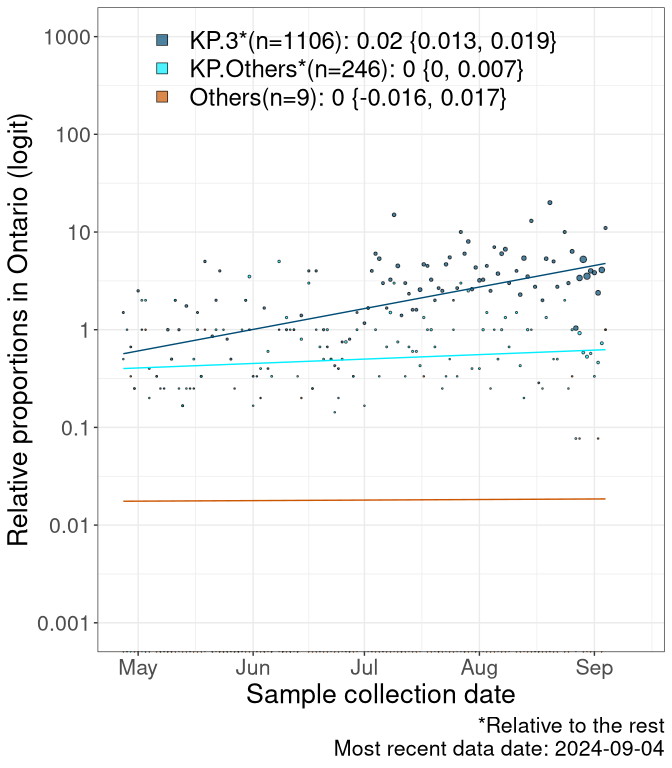 KP.3*(n=1106): 0.02 {0.013, 0.019}
KP.Others*(n=246): 0 {0, 0.007}
Others(n=9): 0 {-0.016, 0.017}
Relative proportions in Ontario (logit)
1000
100
10
1
0.1
0.01
0.001
May Jun Jul Aug Sep
Sample collection date
*Relative to the rest
Most recent data date: 2024-09-04